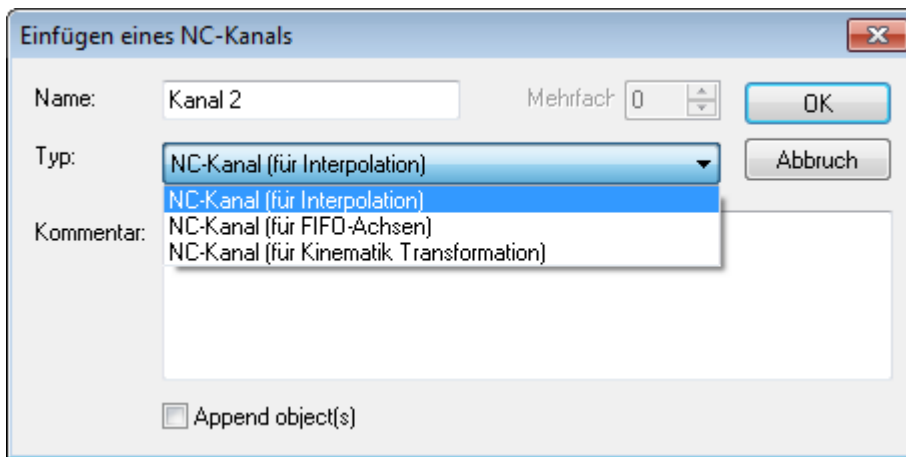 Einfügen eines NC-Kanals
Name: Kanal 2 Mehrfach 0 OK
Typ: NC-Kanal (für Interpolation) Abbruch
NC-Kanal (für Interpolation)
Kommentar: NC-Kanal (für FIFO-Achsen)
NC-Kanal (für Kinematik Transformation)
Append object(s)